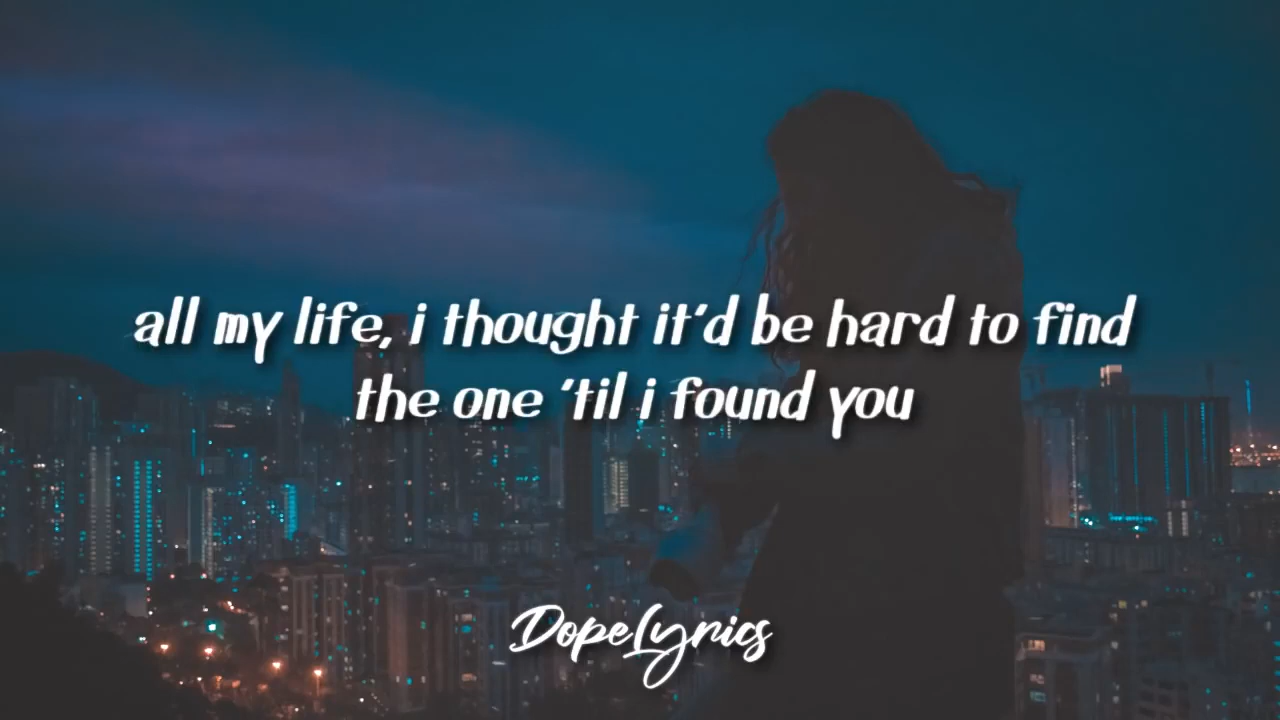 all my life, i thought it'd be hard to find
the one 'til i found you
DopeLyrics